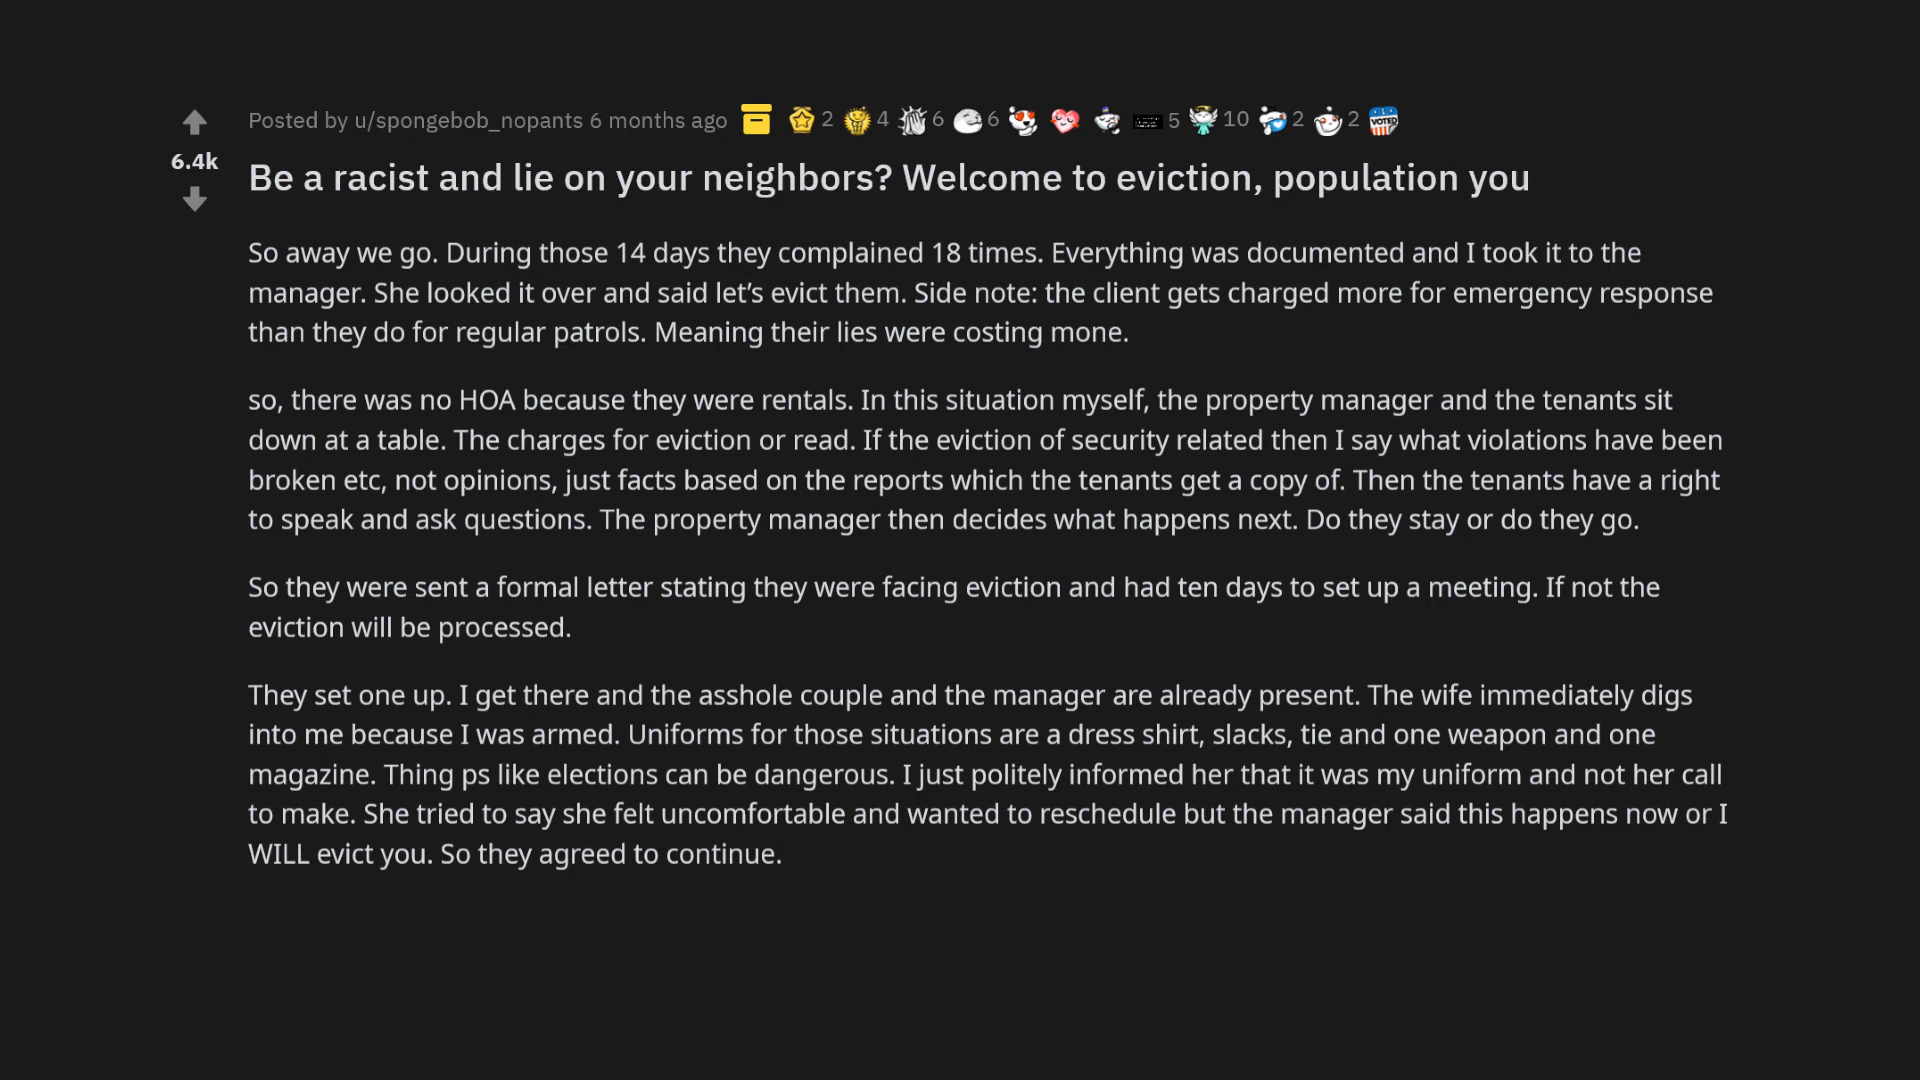 Posted by u/spongebob_nopants 6 months ago 2 4 6 6 5 10 2 2 VOTED
6.4k
Be a racist and lie on your neighbors? Welcome to eviction, population you
So away we go. During those 14 days they complained 18 times. Everything was documented and I took it to the
manager. She looked it over and said let’s evict them. Side note: the client gets charged more for emergency response
than they do for regular patrols. Meaning their lies were costing mone.
so, there was no HOA because they were rentals. In this situation myself, the property manager and the tenants sit
down at a table. The charges for eviction or read. If the eviction of security related then I say what violations have been
broken etc, not opinions, just facts based on the reports which the tenants get a copy of. Then the tenants have a right
to speak and ask questions. The property manager then decides what happens next. Do they stay or do they go.
So they were sent a formal letter stating they were facing eviction and had ten days to set up a meeting. If not the
eviction will be processed.
They set one up. I get there and the asshole couple and the manager are already present. The wife immediately digs
into me because I was armed. Uniforms for those situations are a dress shirt, slacks, tie and one weapon and one
magazine. Thing ps like elections can be dangerous. I just politely informed her that it was my uniform and not her call
to make. She tried to say she felt uncomfortable and wanted to reschedule but the manager said this happens now or I
WILL evict you. So they agreed to continue.